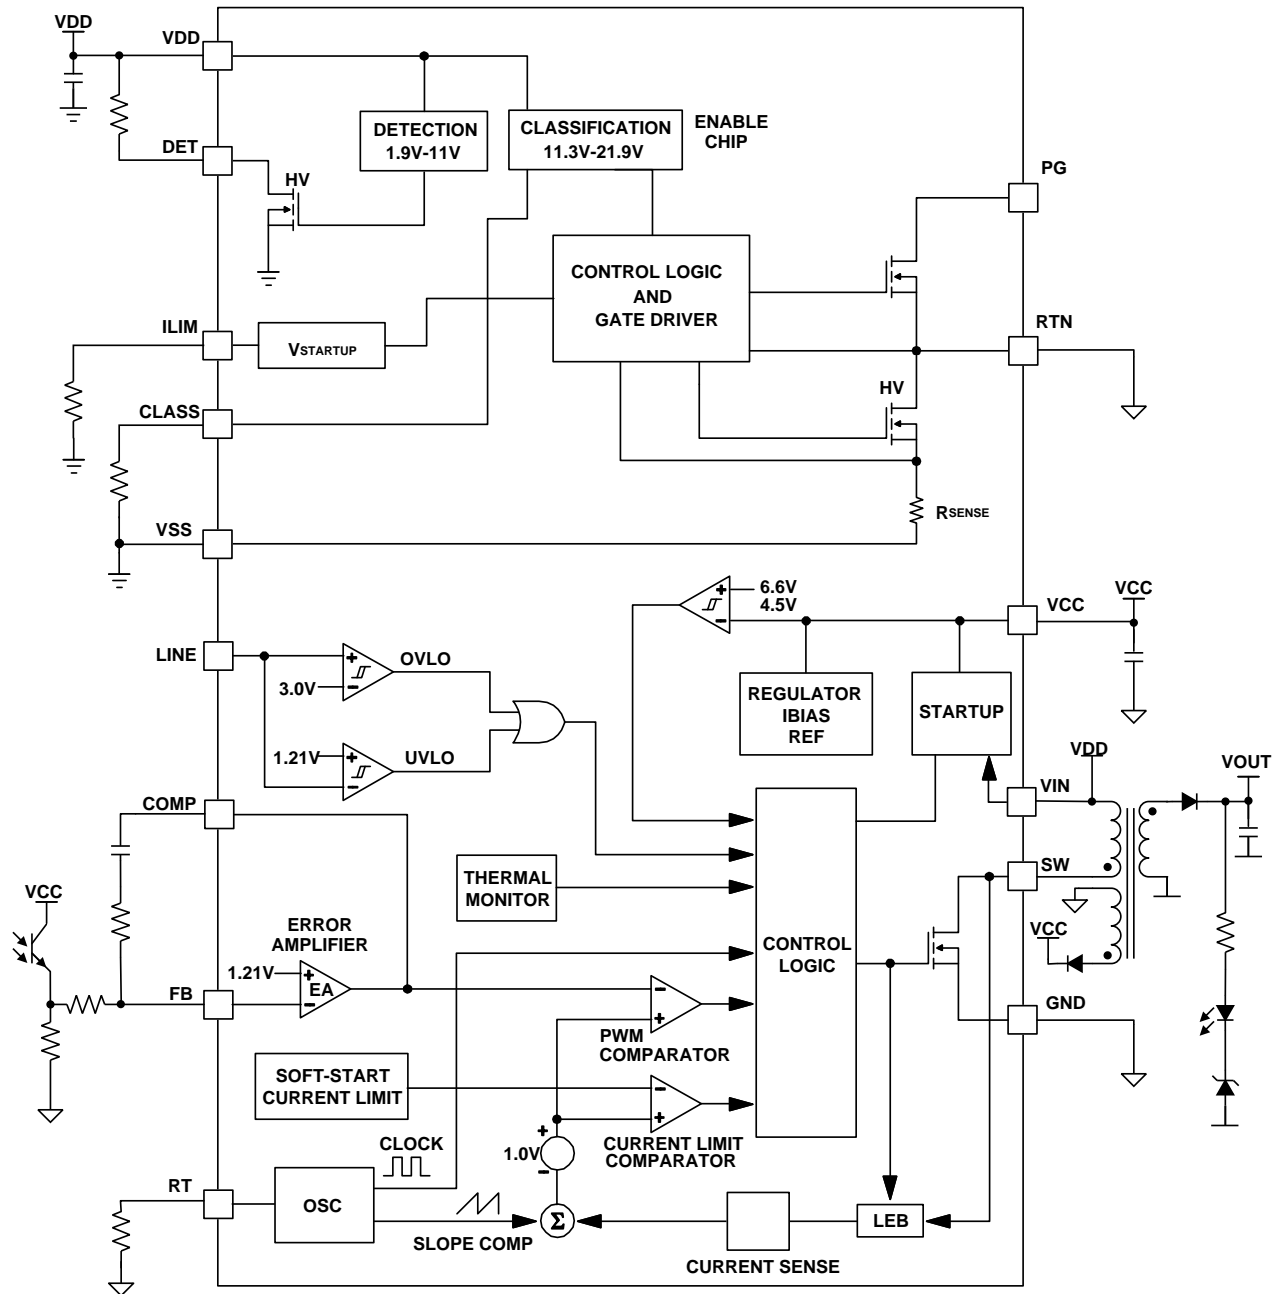 VDD
VDD
DETECTION
1.9V-11V
CLASSIFICATION
11.3V-21.9V
ENABLE
CHIP
DET
HV
PG
CONTROL LOGIC
AND
GATE DRIVER
ILIM
VSTARTUP
RTN
HV
CLASS
RSENSE
VSS
6.6V
4.5V
+
-
VCC
VCC
LINE
+
-
3.0V
OVLO
REGULATOR
IBIAS
REF
STARTUP
1.21V
+
-
UVLO
VDD
VOUT
VIN
COMP
THERMAL
MONITOR
SW
VCC
ERROR
AMPLIFIER
CONTROL
LOGIC
VCC
1.21V
+
EA
-
FB
-
+
GND
PWM
COMPARATOR
SOFT-START
CURRENT LIMIT
-
+
CURRENT LIMIT
COMPARATOR
+
1.0V
-
CLOCK
RT
OSC
Σ
LEB
SLOPE COMP
CURRENT SENSE